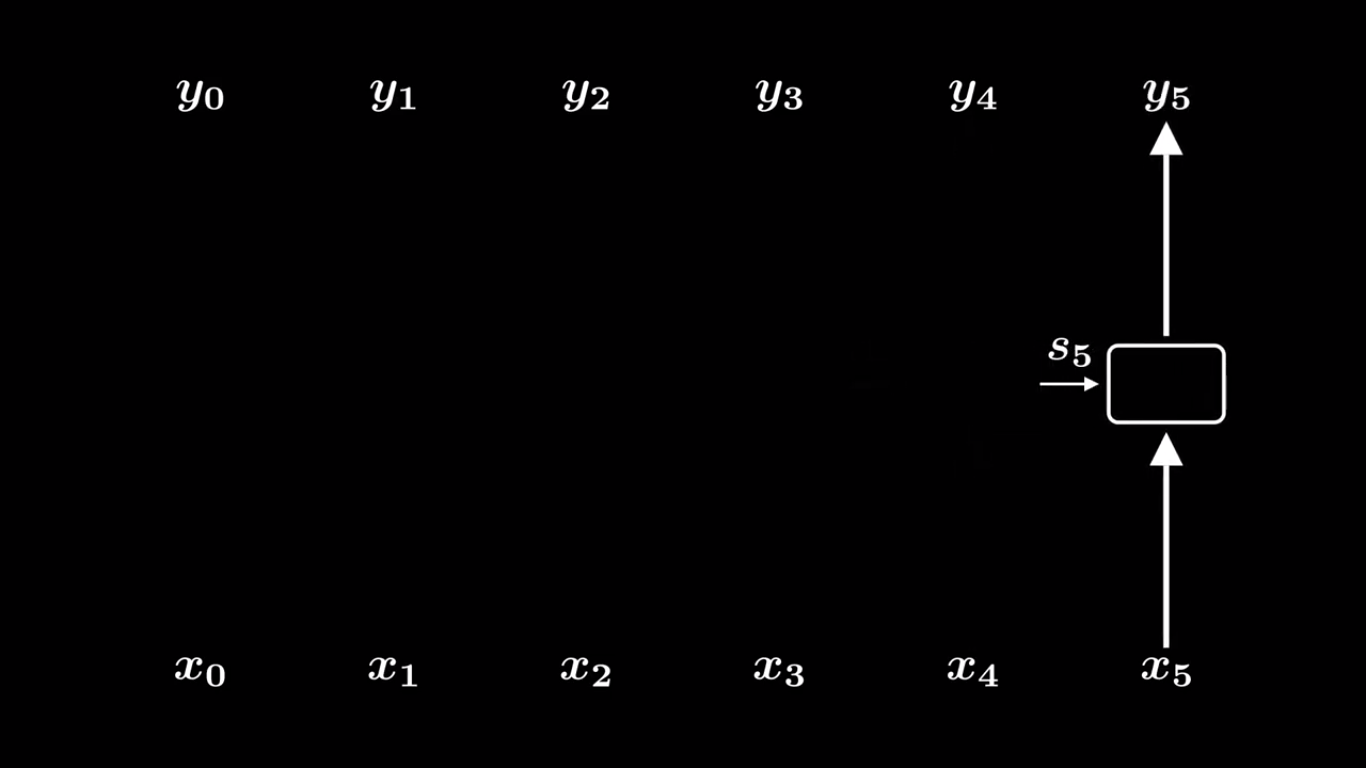 y₀ y₁ y₂ y₃ y₄ y₅
s₅
x₀ x₁ x₂ x₃ x₄ x₅